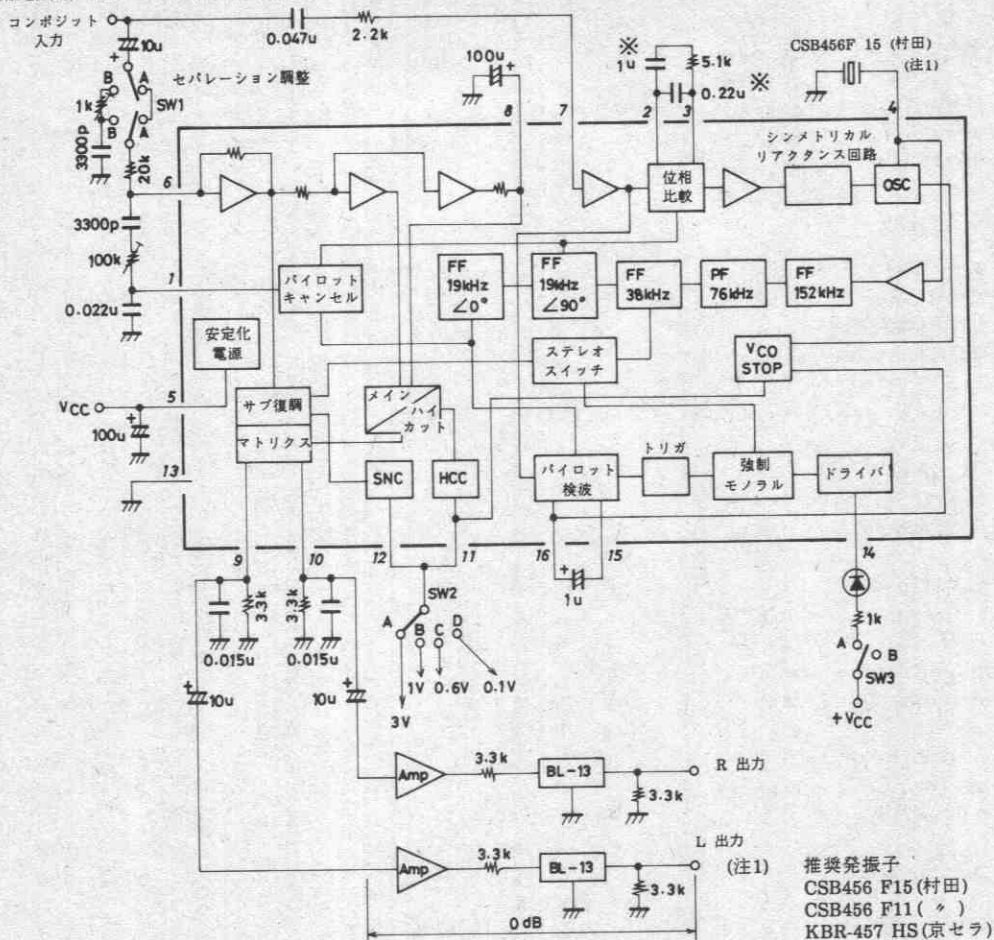 コンポジット
入力
0.047u
2.2k
10u
+
セパレーション調整
B
A
1k
SW1
B
A
3300p
20k
100u
+
※
1u
5.1k
※
0.22u
CSB456F 15 (村田)
(注1)
8
7
2
3
4
シンメトリカル
リアクタンス回路
6
位相
比較
OSC
3300p
100k
1
0.022u
パイロット
キャンセル
FF
19kHz
∠0°
FF
19kHz
∠90°
FF
38kHz
PF
76kHz
FF
152kHz
安定化
電源
ステレオ
スイッチ
VCO
STOP
VCC
5
+
100u
サブ復調
マトリクス
メイン
ハイ
カット
13
SNC
HCC
パイロット
検波
トリガ
強制
モノラル
ドライバ
9
10
12
11
16
15
14
+
1u
3.3k
3.3k
0.015u
0.015u
SW2
A
B
C
D
1V
0.6V
0.1V
3V
1k
A
B
SW3
+VCC
+
10u
10u
+
Amp
3.3k
BL-13
R 出力
3.3k
L 出力
Amp
3.3k
BL-13
(注1)
3.3k
0dB
推奨発振子
CSB456 F15(村田)
CSB456 F11( 〃 )
KBR-457 HS(京セラ)